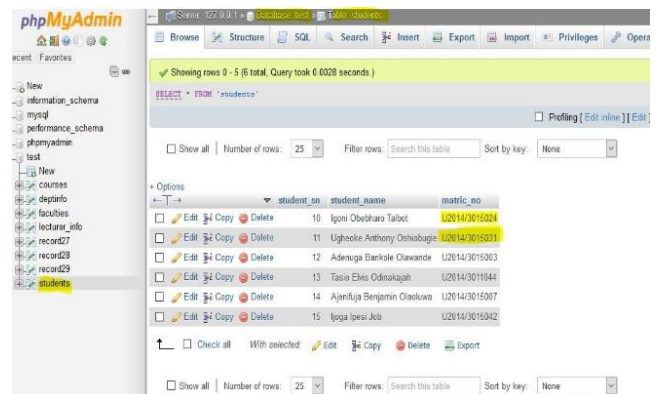 phpMyAdmin
Recent Favorites
New
information_schema
mysql
performance_schema
phpmyadmin
test
New
courses
deptinfo
faculties
lecturer_info
record27
record28
record29
students
Server: 127.0.0.1 » Database: test » Table: students
Browse Structure SQL Search Insert Export Import Privileges Opera
Showing rows 0 - 5 (6 total, Query took 0.0028 seconds.)
SELECT * FROM `students`
Profiling [ Edit inline ] [ Edit ]
Show all | Number of rows: 25 Filter rows: Search this table Sort by key: None
+ Options
student_sn student_name matric_no
Edit Copy Delete 10 Igoni Obebharo Talbot U2014/3015024
Edit Copy Delete 11 Ugheoke Anthony Oshiobugie U2014/3015031
Edit Copy Delete 12 Adenuga Bankole Olawande U2014/3015003
Edit Copy Delete 13 Tasie Elvis Odinakajah U2014/3011044
Edit Copy Delete 14 Ajenifuja Benjamin Olaoluwa U2014/3015007
Edit Copy Delete 15 Ijoga Ipesi Job U2014/3015042
Check all With selected: Edit Copy Delete Export
Show all | Number of rows: 25 Filter rows: Search this table Sort by key: None